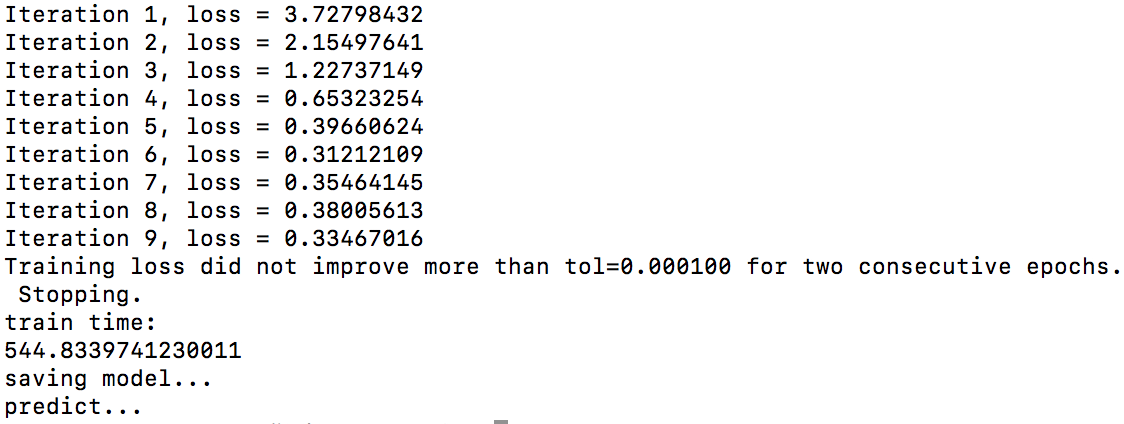 Iteration 1, loss = 3.72798432
Iteration 2, loss = 2.15497641
Iteration 3, loss = 1.22737149
Iteration 4, loss = 0.65323254
Iteration 5, loss = 0.39660624
Iteration 6, loss = 0.31212109
Iteration 7, loss = 0.35464145
Iteration 8, loss = 0.38005613
Iteration 9, loss = 0.33467016
Training loss did not improve more than tol=0.000100 for two consecutive epochs.
 Stopping.
train time:
544.8339741230011
saving model...
predict...